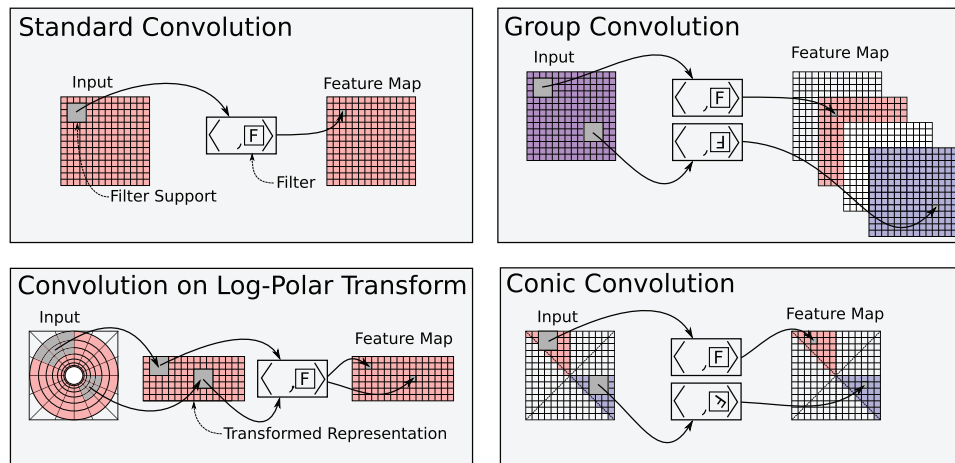 Standard Convolution
Input
Feature Map
⟨ ,F⟩
Filter
Filter Support
Group Convolution
Input
Feature Map
⟨ ,F⟩
⟨ ,F⟩
Convolution on Log-Polar Transform
Input
Feature Map
⟨ ,F⟩
Transformed Representation
Conic Convolution
Input
Feature Map
⟨ ,F⟩
⟨ ,F⟩